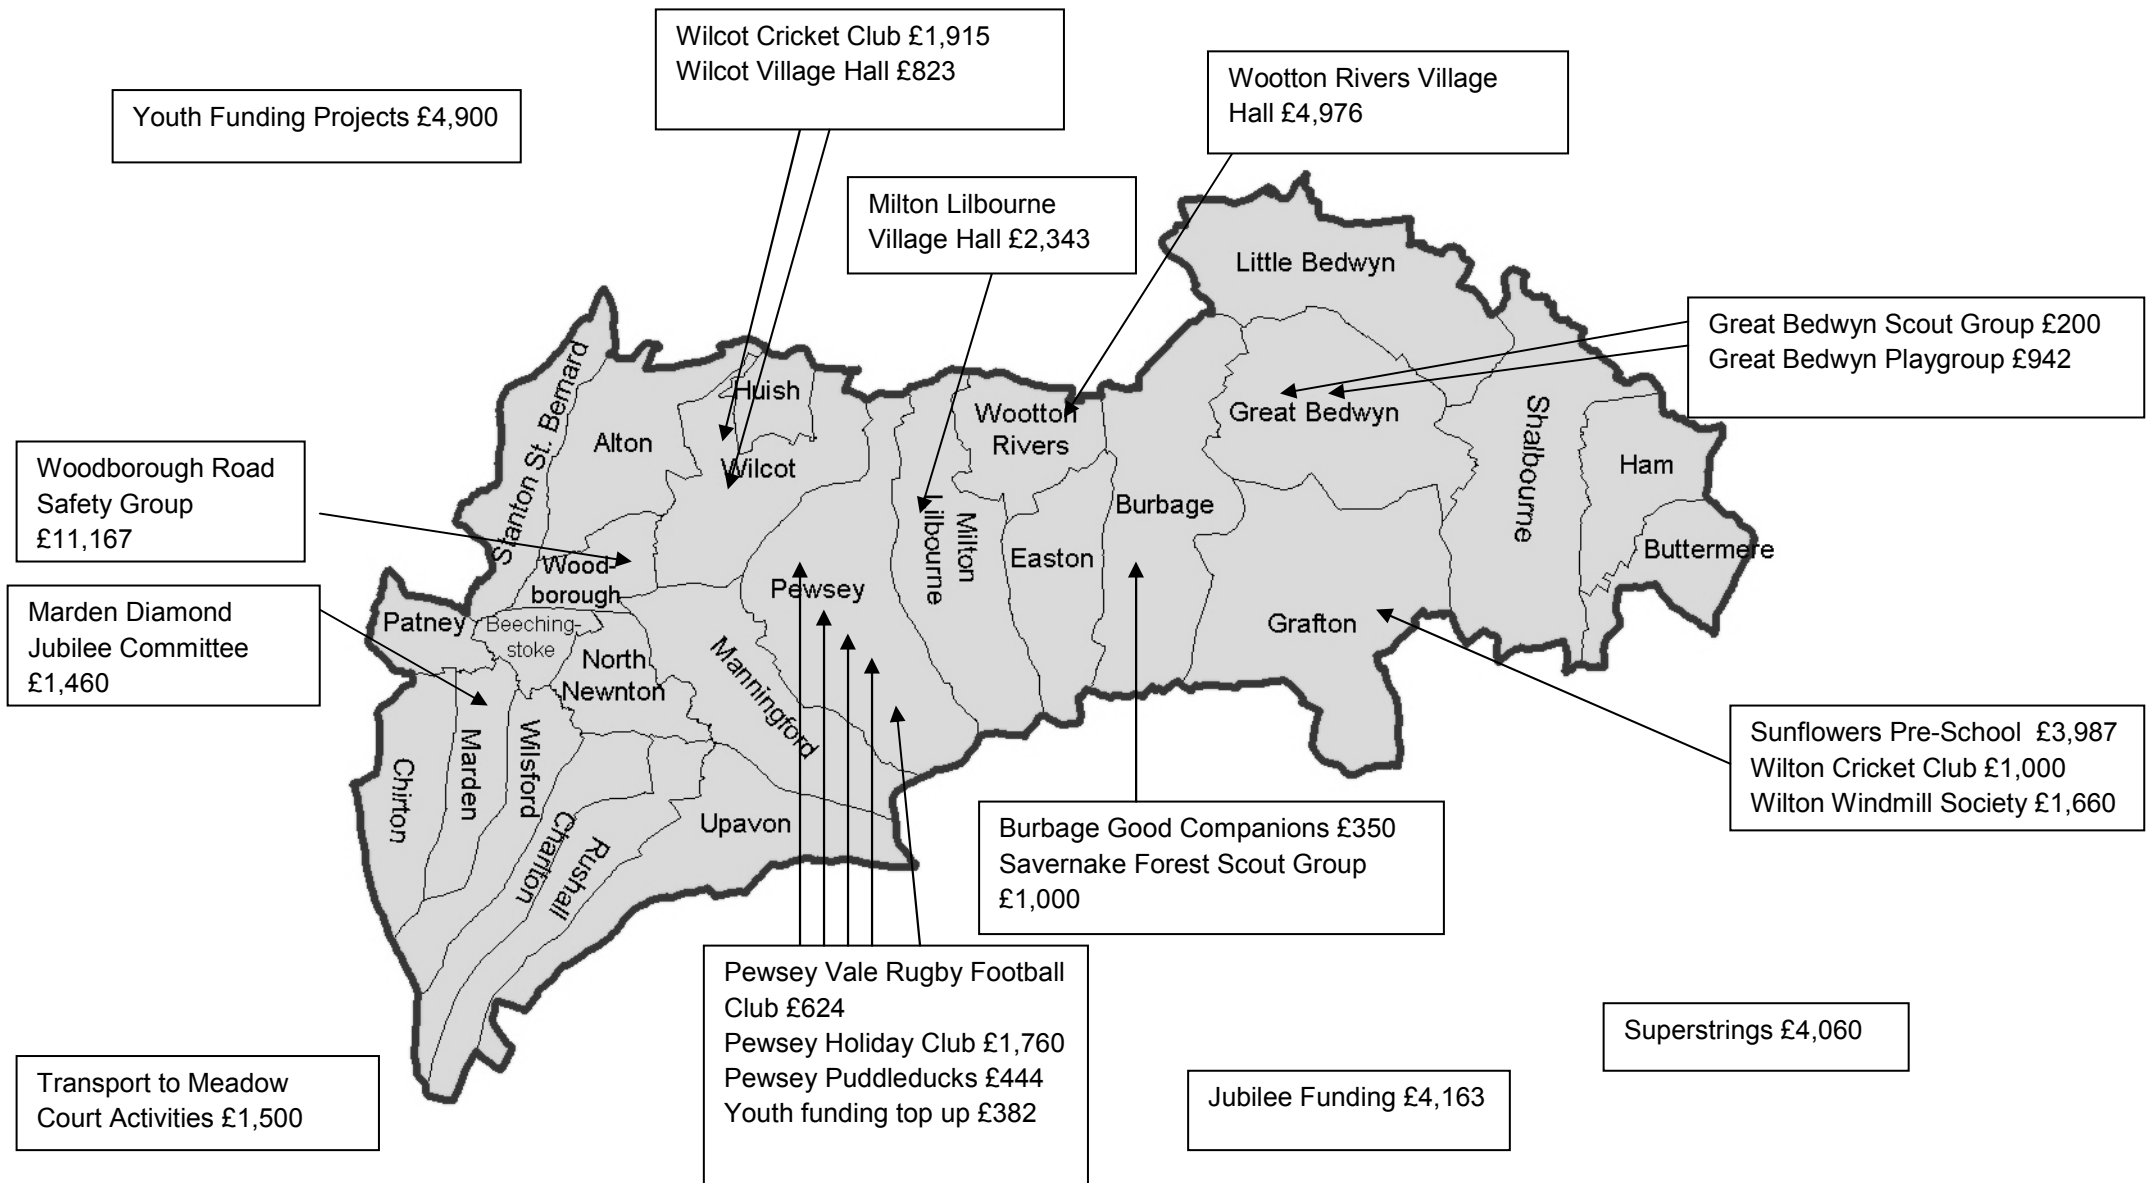 Wilcot Cricket Club £1,915
Wilcot Village Hall £823
Youth Funding Projects £4,900
Wootton Rivers Village
Hall £4,976
Milton Lilbourne
Village Hall £2,343
Little Bedwyn
Great Bedwyn Scout Group £200
Great Bedwyn Playgroup £942
Stanton St. Bernard
Huish
Alton
Wilcot
Wootton
Rivers
Great Bedwyn
Shalbourne
Ham
Buttermere
Burbage
Milton
Lilbourne
Easton
Woodborough Road
Safety Group
£11,167
Wood-
borough
Pewsey
Grafton
Marden Diamond
Jubilee Committee
£1,460
Patney
Beeching-
stoke
North
Newnton
Manningford
Chirton
Marden
Wilsford
Charlton
Rushall
Upavon
Sunflowers Pre-School  £3,987
Wilton Cricket Club £1,000
Wilton Windmill Society £1,660
Burbage Good Companions £350
Savernake Forest Scout Group
£1,000
Pewsey Vale Rugby Football
Club £624
Pewsey Holiday Club £1,760
Pewsey Puddleducks £444
Youth funding top up £382
Superstrings £4,060
Jubilee Funding £4,163
Transport to Meadow
Court Activities £1,500